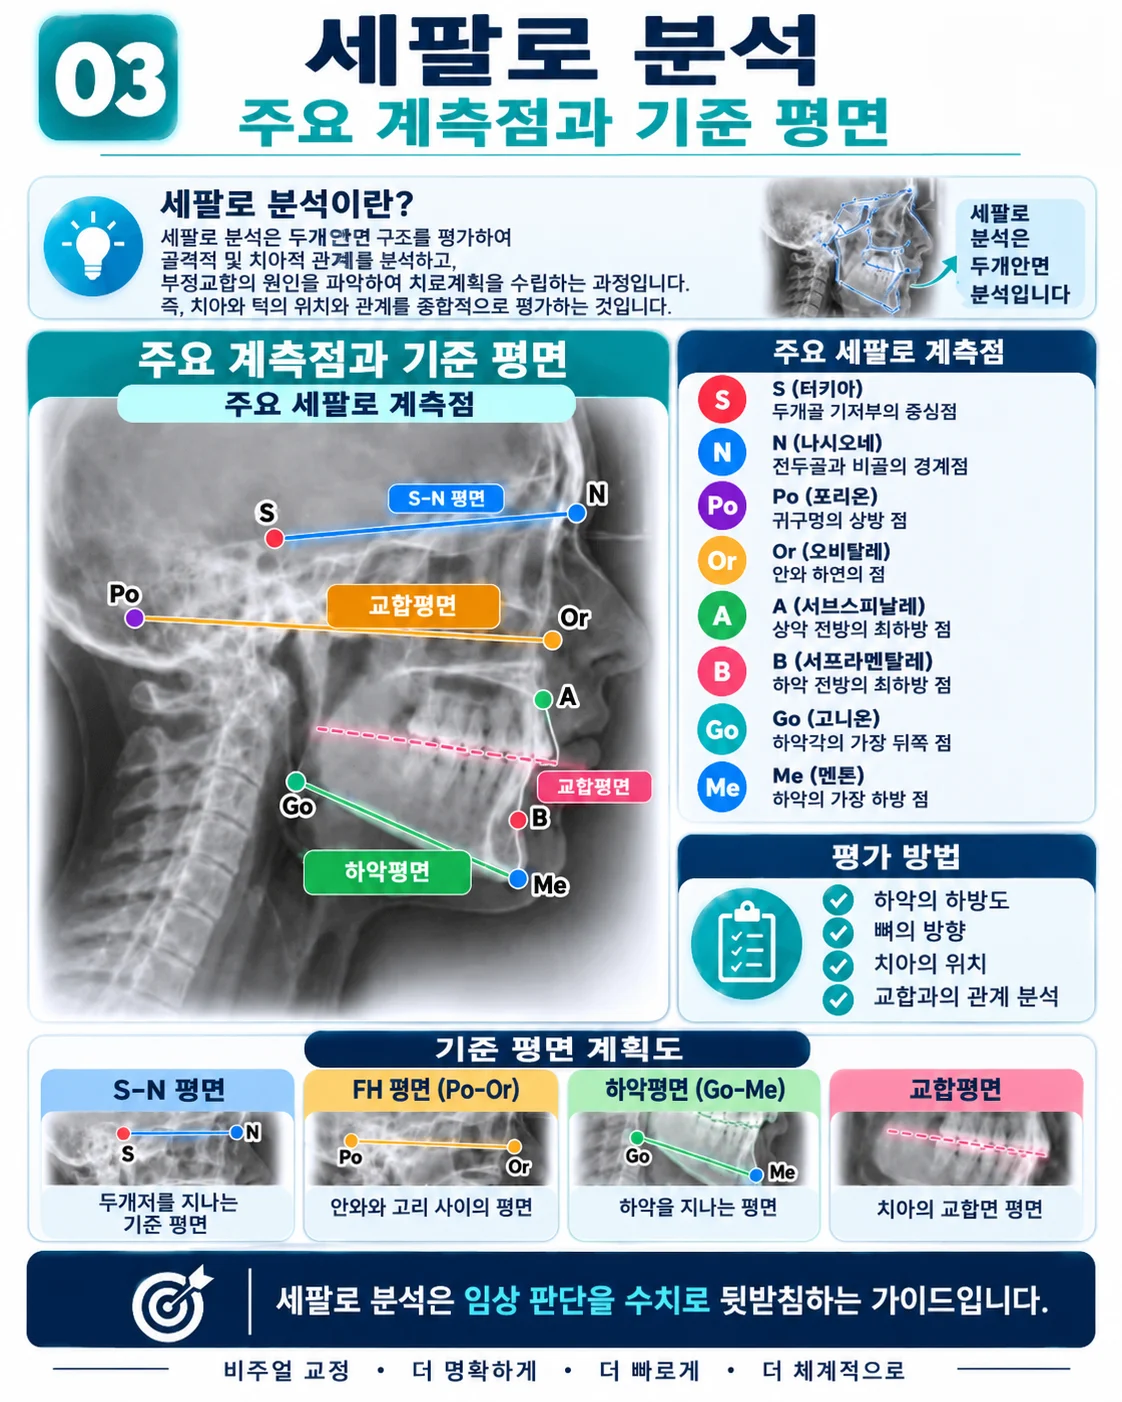 03
세팔로 분석
주요 계측점과 기준 평면
세팔로 분석이란?
세팔로 분석은 두개안면 구조를 평가하여
골격적 및 치아적 관계를 분석하고,
부정교합의 원인을 파악하여 치료계획을 수립하는 과정입니다.
즉, 치아와 턱의 위치와 관계를 종합적으로 평가하는 것입니다.
세팔로
분석은
두개안면
분석입니다
주요 계측점과 기준 평면
주요 세팔로 계측점
S
S-N 평면
N
Po
교합평면
Or
A
교합평면
Go
B
하악평면
Me
주요 세팔로 계측점
S
S (터키아)
두개골 기저부의 중심점
N
N (나시오네)
전두골과 비골의 경계점
Po
Po (포리온)
귀구멍의 상방 점
Or
Or (오비탈레)
안와 하연의 점
A
A (서브스피날레)
상악 전방의 최하방 점
B
B (서프라멘탈레)
하악 전방의 최하방 점
Go
Go (고니온)
하악각의 가장 뒤쪽 점
Me
Me (멘톤)
하악의 가장 하방 점
평가 방법
하악의 하방도
뼈의 방향
치아의 위치
교합과의 관계 분석
기준 평면 계획도
S-N 평면
S
N
두개저를 지나는
기준 평면
FH 평면 (Po-Or)
Po
Or
안와와 고리 사이의 평면
하악평면 (Go-Me)
Go
Me
하악을 지나는 평면
교합평면
치아의 교합면 평면
세팔로 분석은 임상 판단을 수치로 뒷받침하는 가이드입니다.
비주얼 교정 • 더 명확하게 • 더 빠르게 • 더 체계적으로